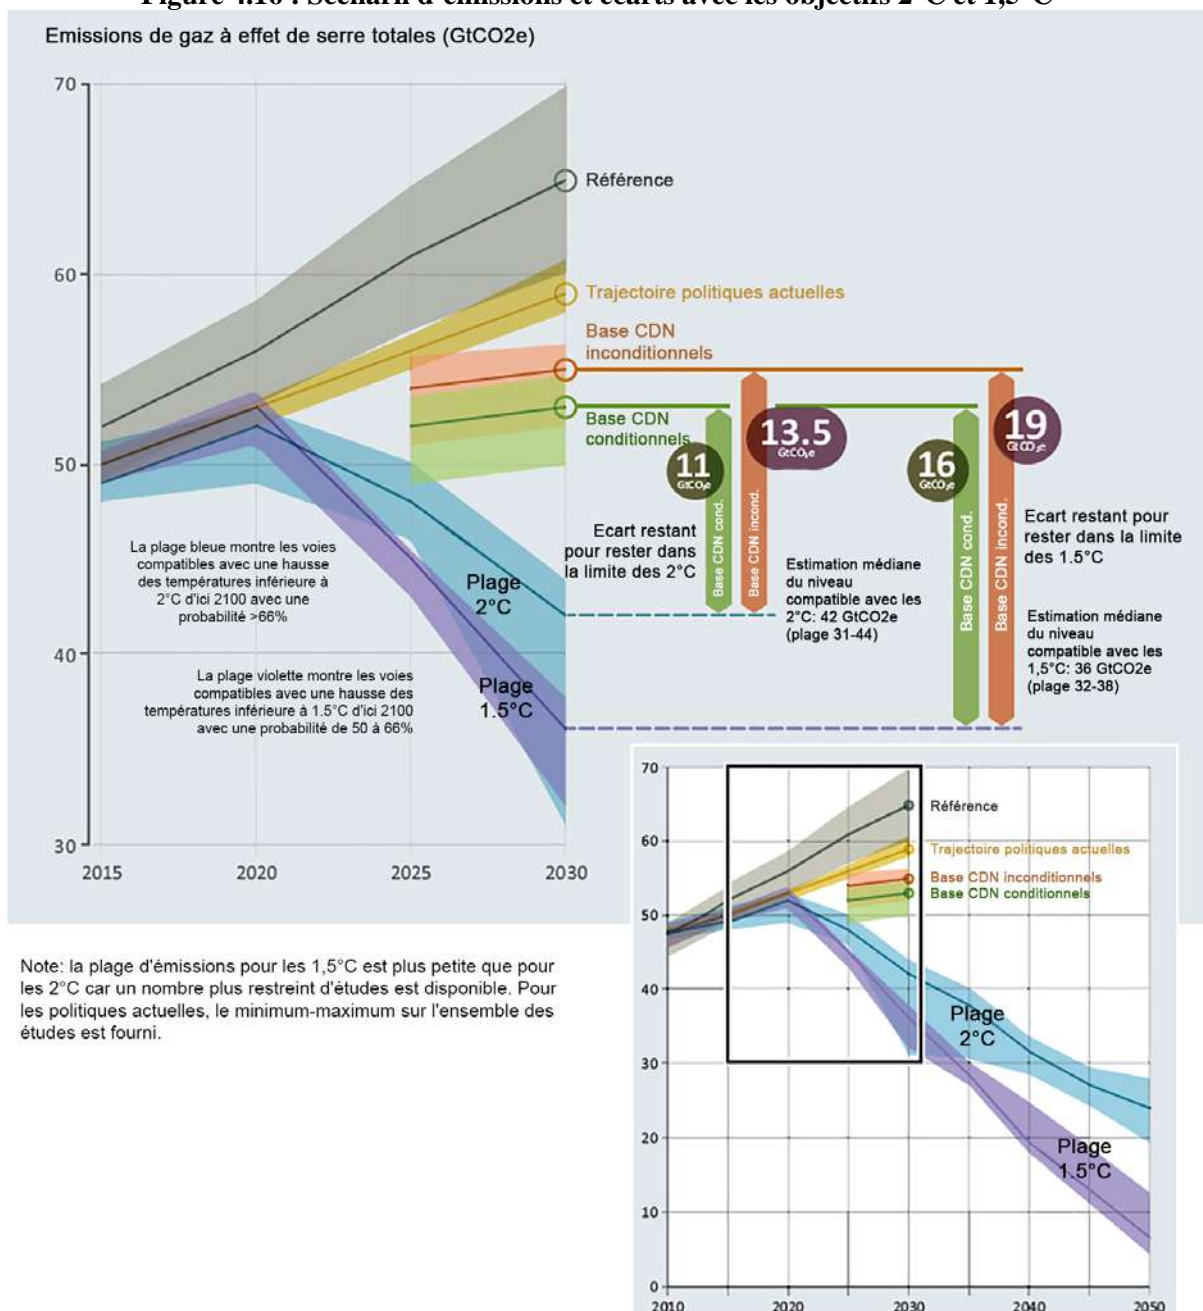 Figure 4.10 : Scénarii d'émissions et écarts avec les objectifs 2°C et 1,5°C
Emissions de gaz à effet de serre totales (GtCO2e)
70
60
50
40
30
2015
2020
2025
2030
Référence
Trajectoire politiques actuelles
Base CDN
inconditionnels
Base CDN
conditionnels
11
GtCO₂e
13.5
GtCO₂e
16
GtCO₂e
19
GtCO₂e
Base CDN cond.
Base CDN incond.
Base CDN cond.
Base CDN incond.
Ecart restant
pour rester dans
la limite des 2°C
Estimation médiane
du niveau
compatible avec les
2°C: 42 GtCO2e
(plage 31-44)
Ecart restant pour
rester dans la limite
des 1.5°C
Estimation médiane
du niveau
compatible avec les
1,5°C: 36 GtCO2e
(plage 32-38)
La plage bleue montre les voies
compatibles avec une hausse
des températures inférieure à
2°C d'ici 2100 avec une
probabilité >66%
Plage
2°C
La plage violette montre les voies
compatibles avec une hausse des
températures inférieure à 1.5°C d'ici 2100
avec une probabilité de 50 à 66%
Plage
1.5°C
70
60
50
40
30
20
10
0
2010
2020
2030
2040
2050
Référence
Trajectoire politiques actuelles
Base CDN inconditionnels
Base CDN conditionnels
Plage
2°C
Plage
1.5°C
Note: la plage d'émissions pour les 1,5°C est plus petite que pour
les 2°C car un nombre plus restreint d'études est disponible. Pour
les politiques actuelles, le minimum-maximum sur l'ensemble des
études est fourni.